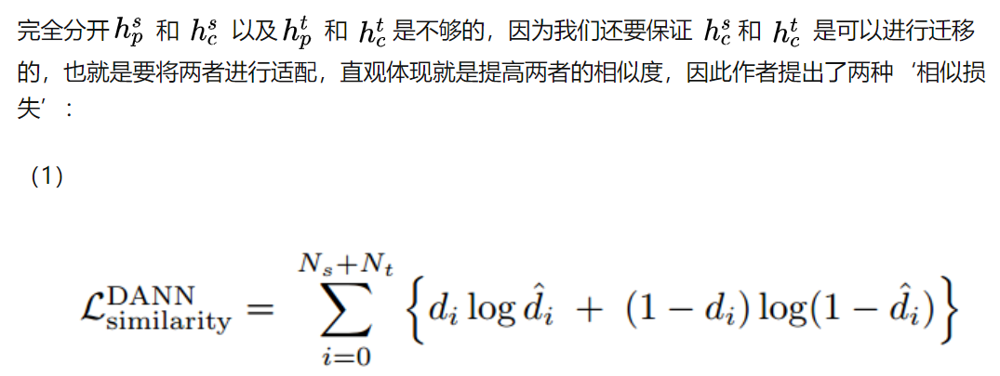 完全分开 $h_p^s$ 和 $h_c^s$ 以及 $h_p^t$ 和 $h_c^t$ 是不够的，因为我们还要保证 $h_c^s$ 和 $h_c^t$ 是可以进行迁移
的，也就是要将两者进行适配，直观体现就是提高两者的相似度，因此作者提出了两种‘相似损
失’：
（1）
$\mathcal{L}_{\text{similarity}}^{\text{DANN}} = \sum_{i=0}^{N_s+N_t} \left\{ d_i \log \hat{d}_i + (1 - d_i) \log(1 - \hat{d}_i) \right\}$